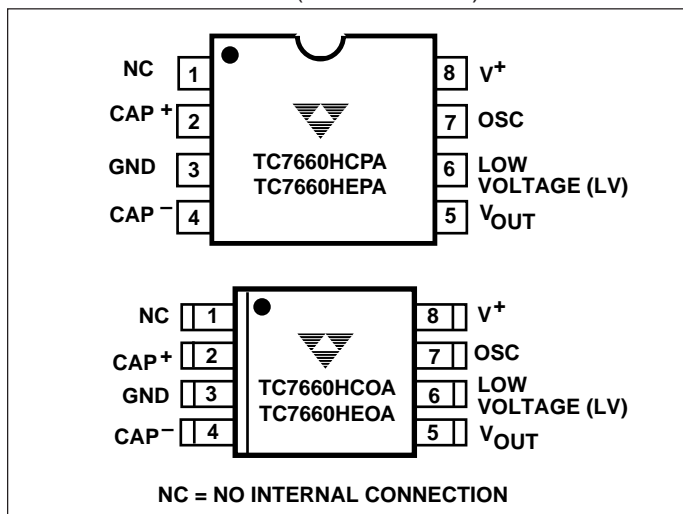 NC 1 8 V+
CAP + 2 7 OSC
GND 3 TC7660HCPA 6 LOW
TC7660HEPA VOLTAGE (LV)
CAP – 4 5 VOUT
NC 1 8 V+
CAP+ 2 7 OSC
GND 3 TC7660HCOA 6 LOW
TC7660HEOA VOLTAGE (LV)
CAP– 4 5 VOUT
NC = NO INTERNAL CONNECTION